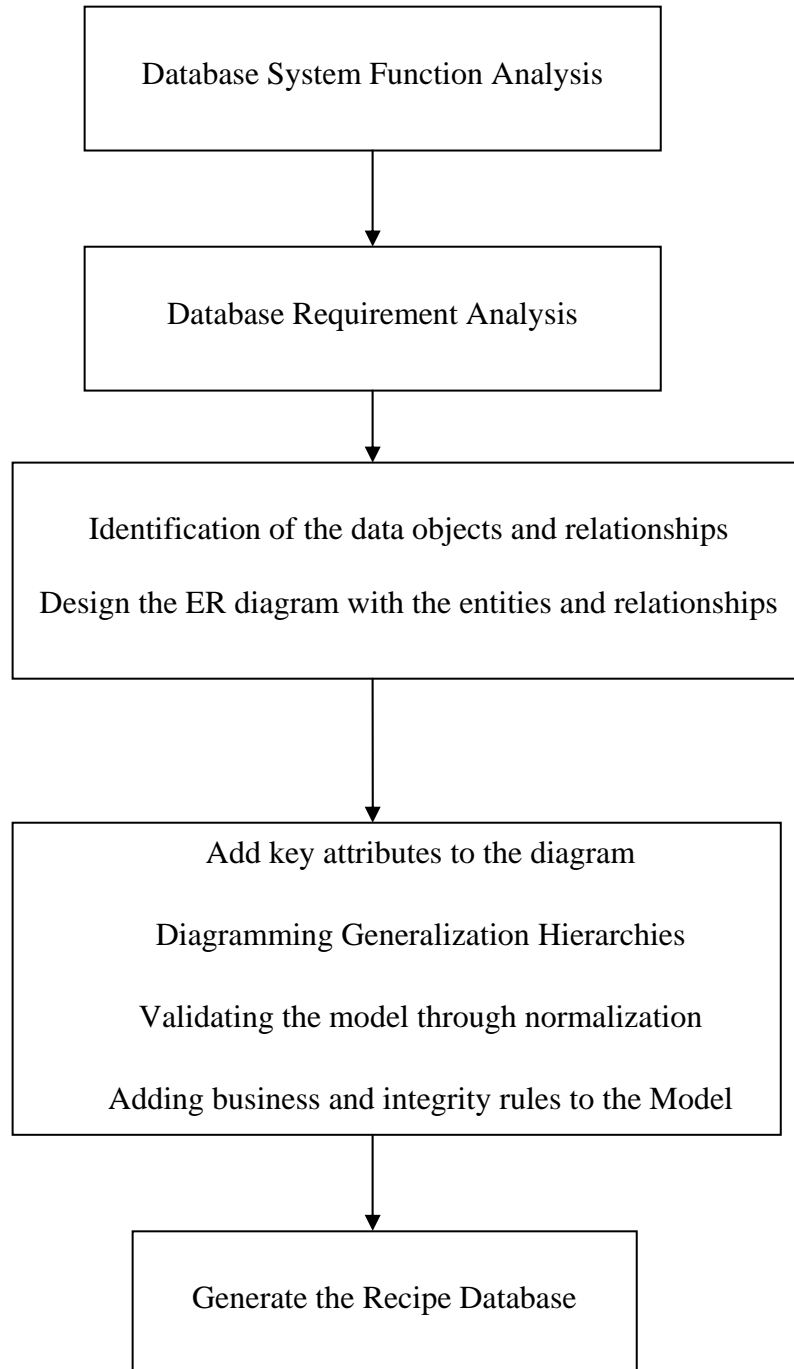 Database System Function Analysis
Database Requirement Analysis
Identification of the data objects and relationships
Design the ER diagram with the entities and relationships
Add key attributes to the diagram
Diagramming Generalization Hierarchies
Validating the model through normalization
Adding business and integrity rules to the Model
Generate the Recipe Database